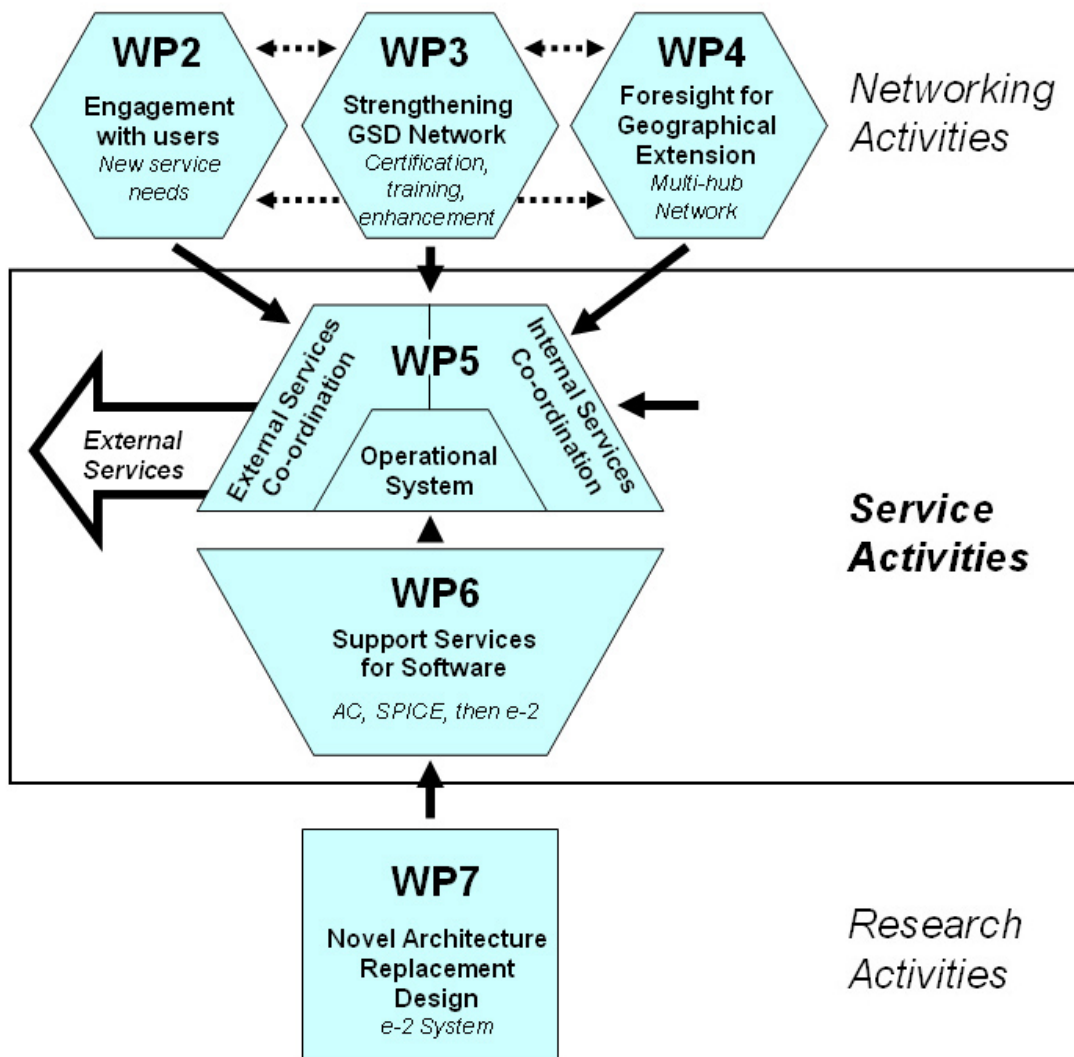 WP2
Engagement
with users
New service
needs
WP3
Strengthening
GSD Network
Certification,
training,
enhancement
WP4
Foresight for
Geographical
Extension
Multi-hub
Network
Networking
Activities
External Services
Co-ordination
WP5
Internal Services
Co-ordination
Operational
System
External
Services
Service
Activities
WP6
Support Services
for Software
AC, SPICE, then e-2
WP7
Novel Architecture
Replacement
Design
e-2 System
Research
Activities